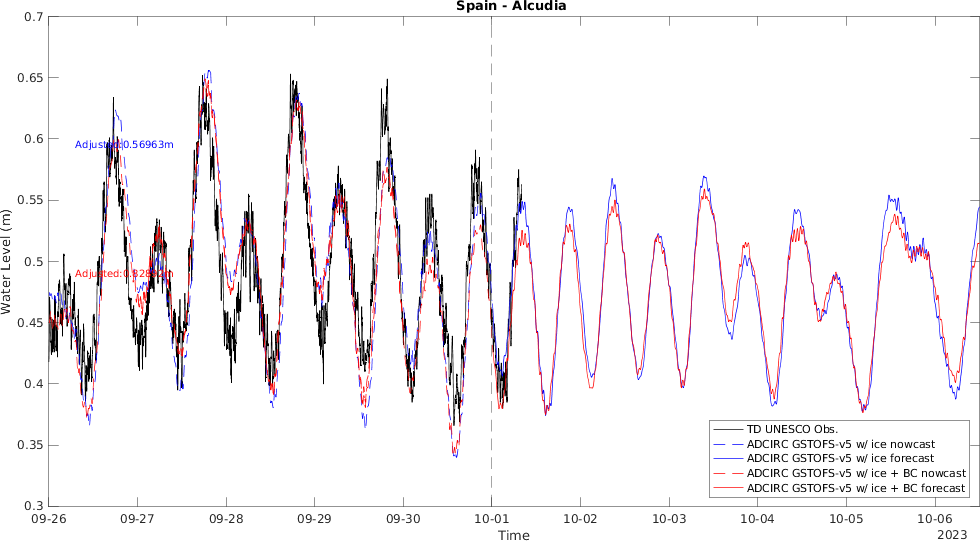 Spain - Alcudia
Water Level (m)
0.7
0.65
0.6
0.55
0.5
0.45
0.4
0.35
0.3
Adjusted:0.56963m
TD UNESCO Obs.
ADCIRC GSTOFS-v5 w/ ice nowcast
ADCIRC GSTOFS-v5 w/ ice forecast
ADCIRC GSTOFS-v5 w/ ice + BC nowcast
ADCIRC GSTOFS-v5 w/ ice + BC forecast
09-26 09-27 09-28 09-29 09-30 10-01 10-02 10-03 10-04 10-05 10-06
Time
2023